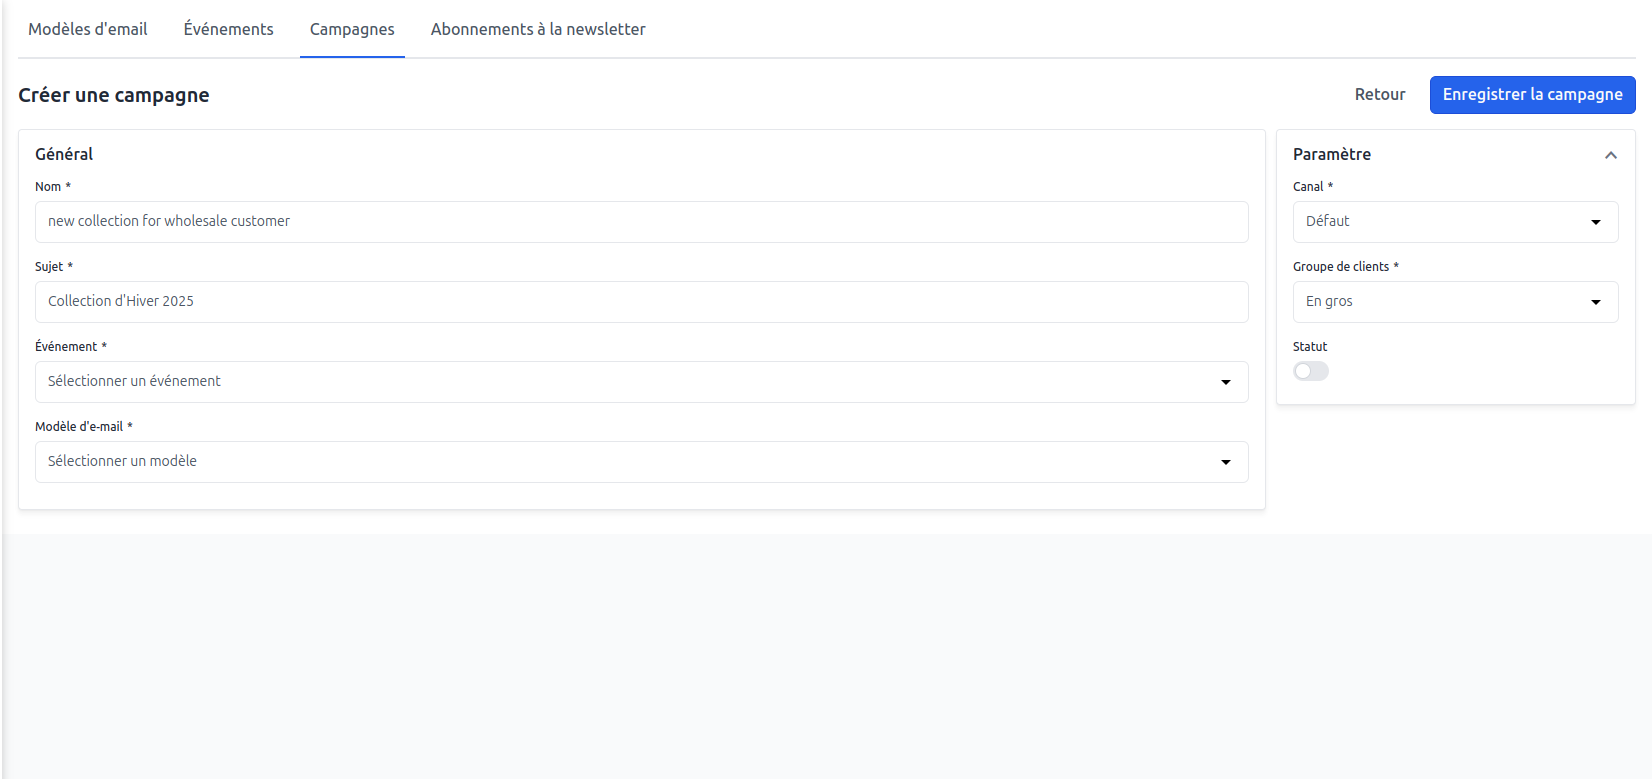 Modèles d'email
Événements
Campagnes
Abonnements à la newsletter
Créer une campagne
Retour
Enregistrer la campagne
Général
Nom *
new collection for wholesale customer
Sujet *
Collection d'Hiver 2025
Événement *
Sélectionner un événement
Modèle d'e-mail *
Sélectionner un modèle
Paramètre
Canal *
Défaut
Groupe de clients *
En gros
Statut